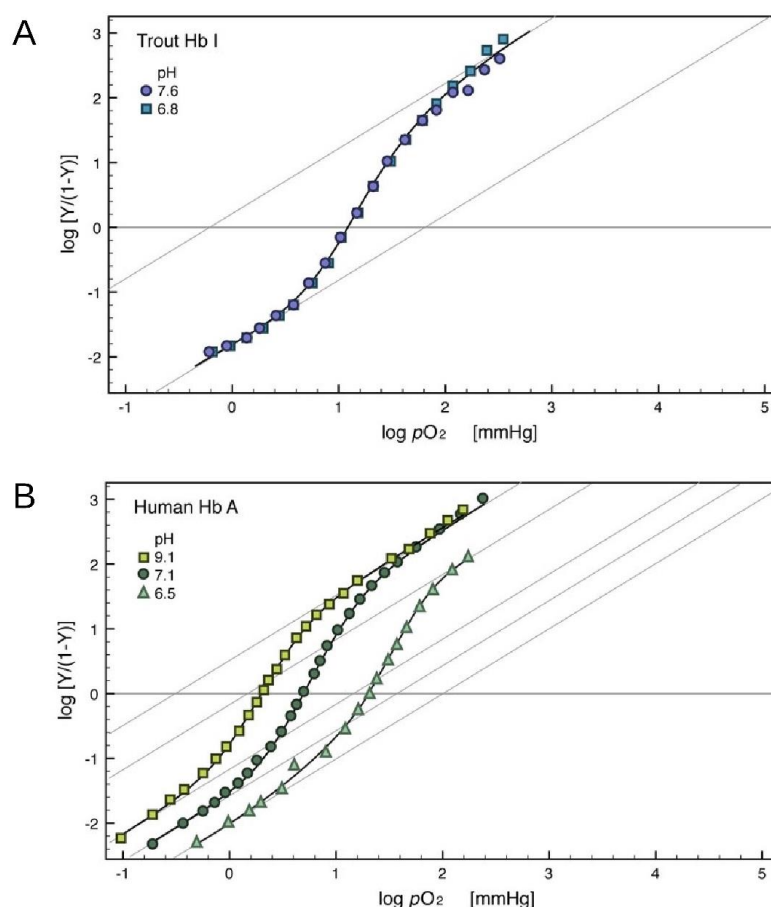 A
Trout Hb I
pH
7.6
6.8
log [Y/(1-Y)]
3
2
1
0
-1
-2
-1 0 1 2 3 4 5
log pO₂ [mmHg]
B
Human Hb A
pH
9.1
7.1
6.5
log [Y/(1-Y)]
3
2
1
0
-1
-2
-1 0 1 2 3 4 5
log pO₂ [mmHg]